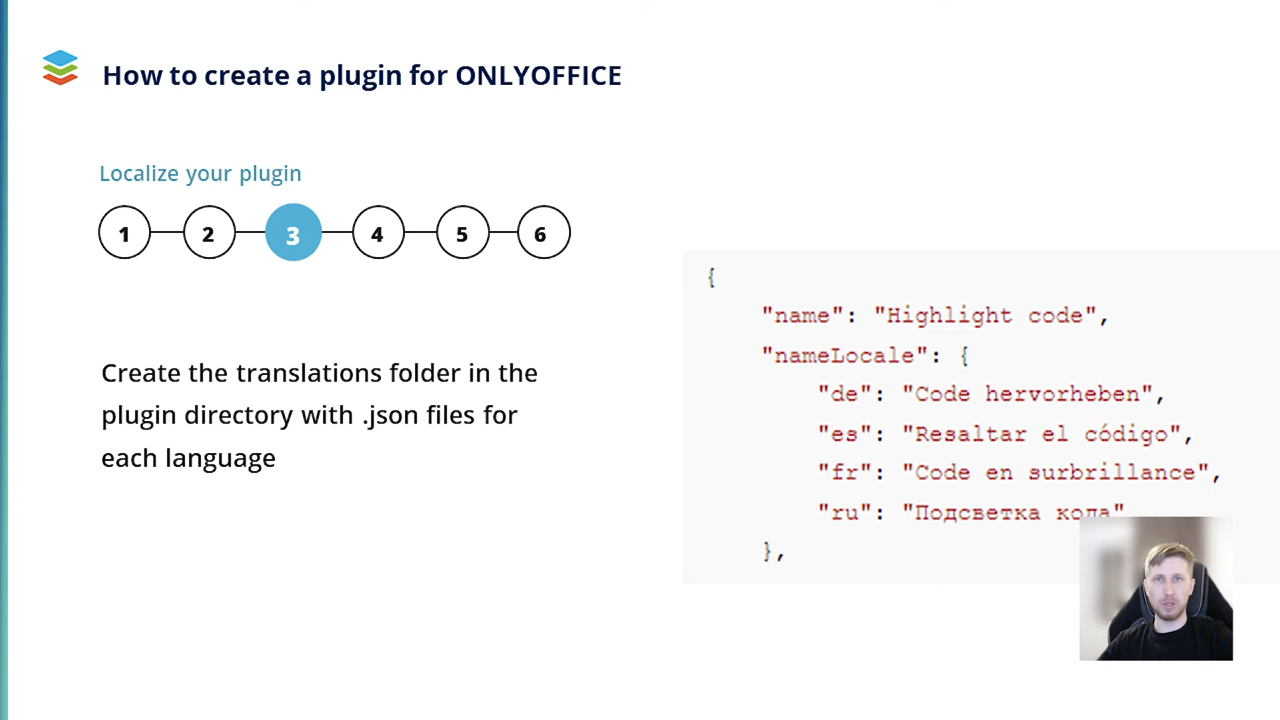 How to create a plugin for ONLYOFFICE
Localize your plugin
1 2 3 4 5 6
Create the translations folder in the
plugin directory with .json files for
each language
{
"name": "Highlight code",
"nameLocale": {
"de": "Code hervorheben",
"es": "Resaltar el código",
"fr": "Code en surbrillance",
"ru": "Подсветка кода"
},